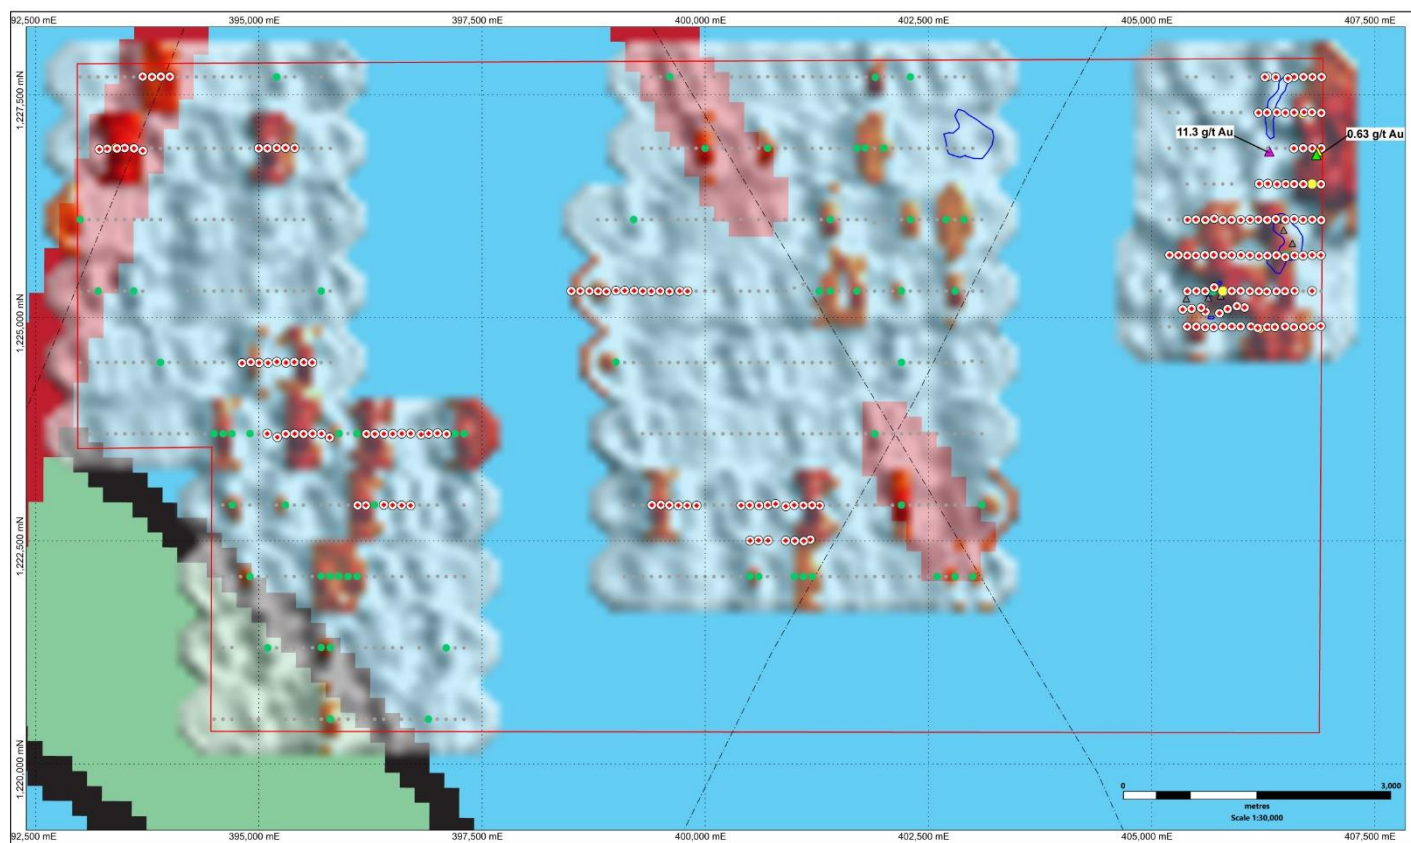 92,500 mE
395,000 mE
397,500 mE
400,000 mE
402,500 mE
405,000 mE
407,500 mE
1,227,500 mN
11.3 g/t Au
0.63 g/t Au
1,225,000 mN
1,222,500 mN
1,220,000 mN
0
3,000
metres
Scale 1:30,000
92,500 mE
395,000 mE
397,500 mE
400,000 mE
402,500 mE
405,000 mE
407,500 mE